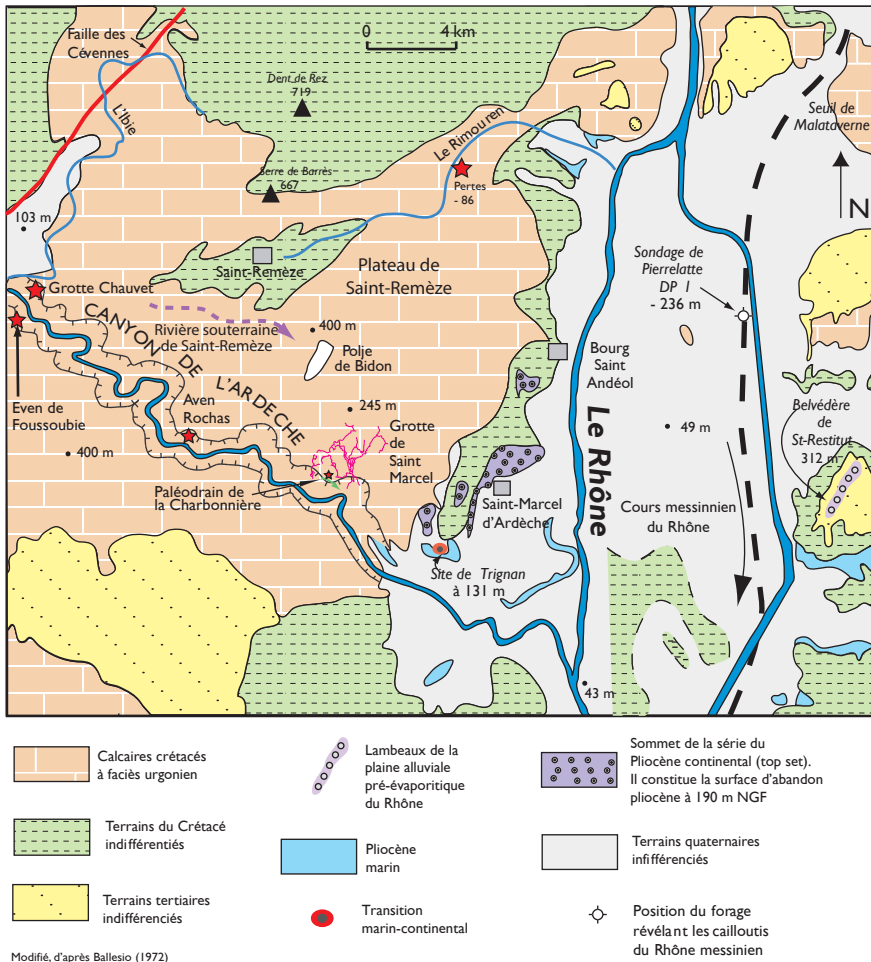 Faille des
Cévennes
0 4 km
Dent de Rez
719
L'Ibie
Le Rimouren
Seuil de
Malataverne
Serre de Barrès
667
Pertes
- 86
N
103 m
Saint-Remèze
Plateau de
Saint-Remèze
Sondage de
Pierrelatte
DP 1
- 236 m
Grotte Chauvet
CANYON DE L'ARDECHE
Rivière souterraine
de Saint-Remèze
400 m
Polje
de Bidon
Bourg
Saint
Andéol
Le Rhône
Even de
Foussoubie
Aven
Rochas
245 m
Grotte
de
Saint
Marcel
400 m
49 m
Belvédère
de
St-Restitut
312 m
Paléodrain de
la Charbonnière
Saint-Marcel
d'Ardèche
Cours messinnien
du Rhône
Site de Trignan
à 131 m
43 m
Calcaires crétacés
à faciès urgonien
Lambeaux de la
plaine alluviale
pré-évaporitique
du Rhône
Sommet de la série du
Pliocène continental (top set).
Il constitue la surface d'abandon
pliocène à 190 m NGF
Terrains du Crétacé
indifférentiés
Pliocène
marin
Terrains quaternaires
infifférenciés
Terrains tertiaires
indifférenciés
Transition
marin-continental
Position du forage
révélant les cailloutis
du Rhône messinien
Modifié, d'après Ballesio (1972)